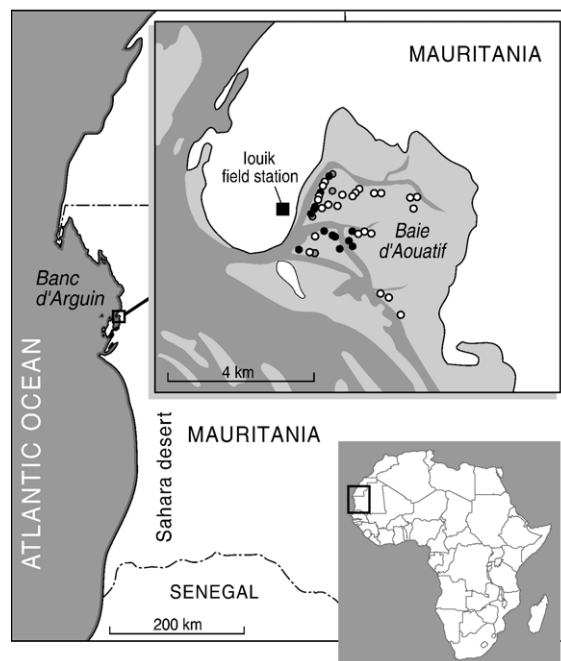 MAURITANIA
Iouik
field station
Baie
d'Aouatif
4 km
Banc
d'Arguin
ATLANTIC OCEAN
Sahara desert
MAURITANIA
SENEGAL
200 km